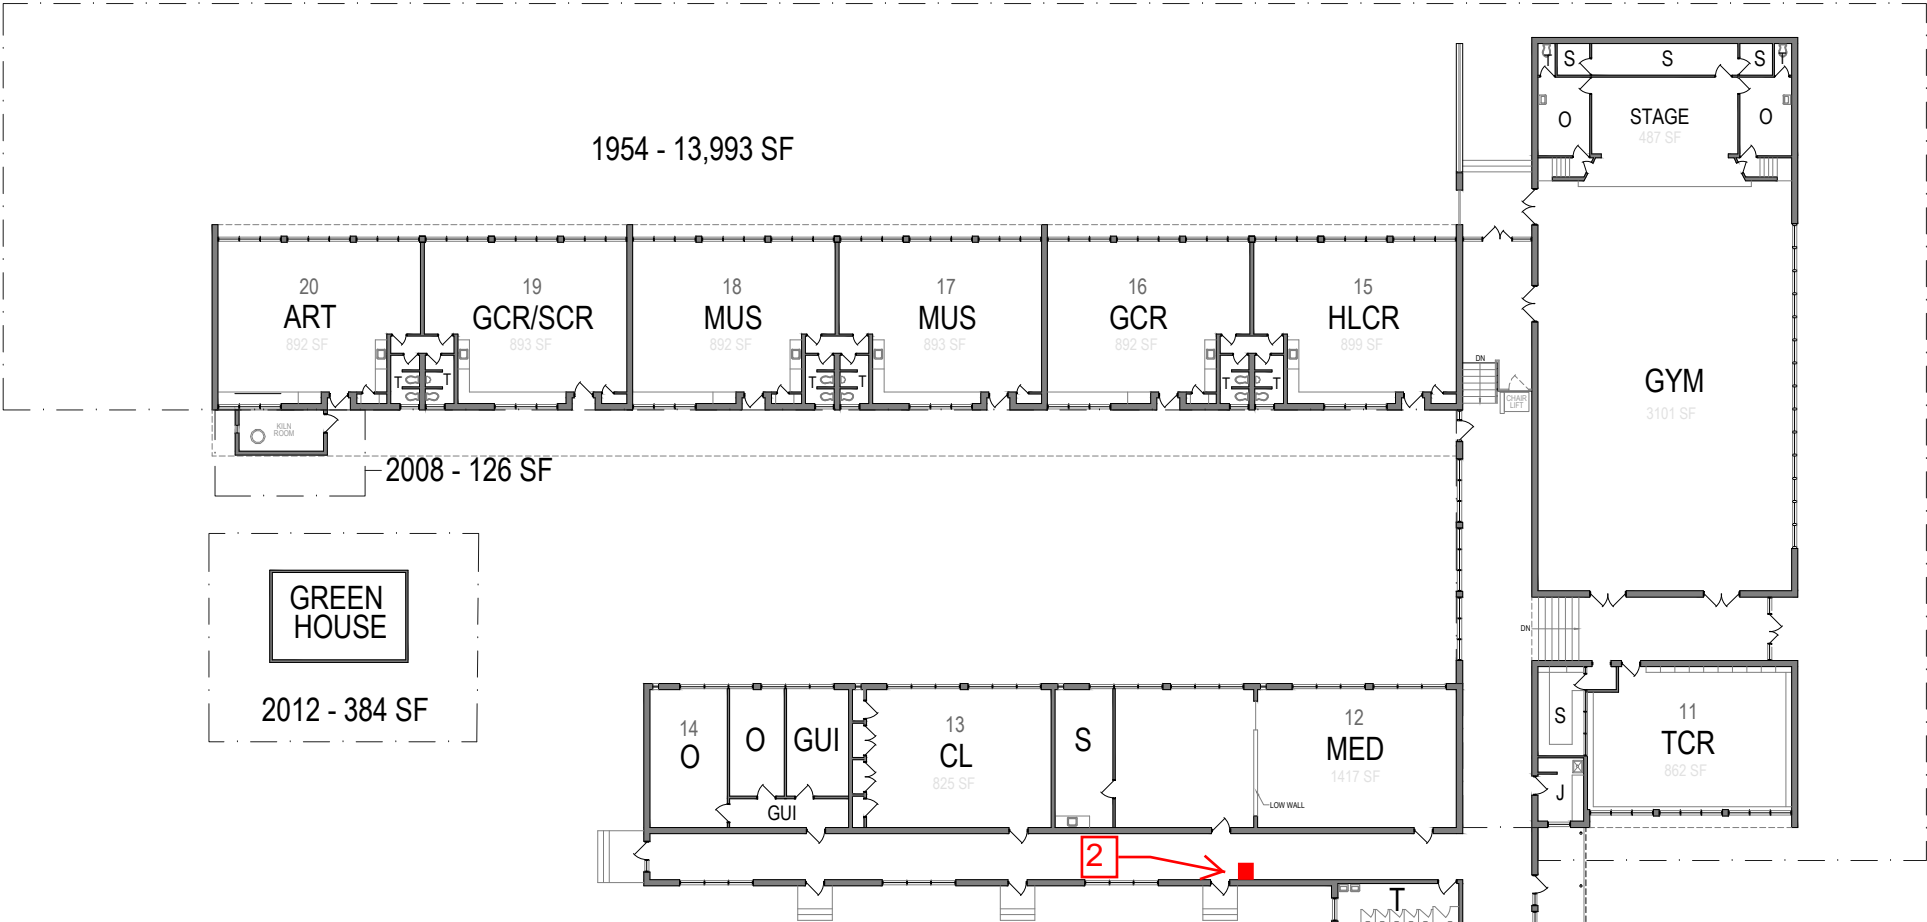 1954 - 13,993 SF
T
S
S
S
T
O
STAGE
487 SF
O
20
ART
892 SF
19
GCR/SCR
893 SF
18
MUS
892 SF
17
MUS
893 SF
16
GCR
892 SF
15
HLCR
899 SF
T
T
T
T
T
T
DN
CHAIR
LIFT
GYM
3101 SF
KILN
ROOM
2008 - 126 SF
GREEN
HOUSE
2012 - 384 SF
DN
14
O
O
GUI
GUI
13
CL
825 SF
S
LOW WALL
12
MED
1417 SF
S
J
11
TCR
862 SF
2
T